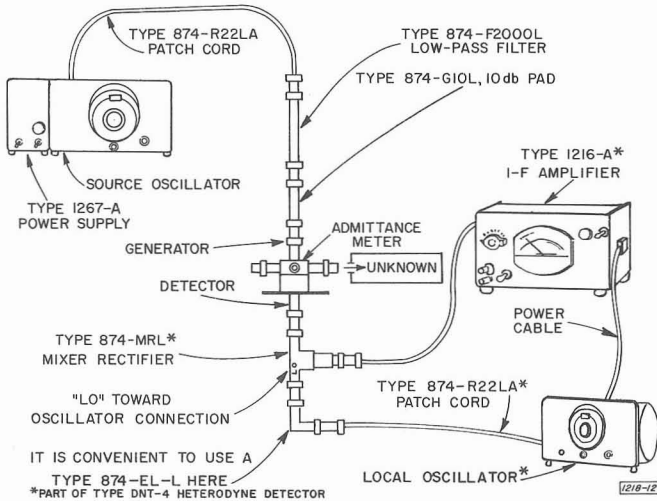 TYPE 874-R22LA
PATCH CORD
TYPE 874-F2000L
LOW-PASS FILTER
TYPE 874-G10L, 10 db PAD
SOURCE OSCILLATOR
TYPE 1267-A
POWER SUPPLY
TYPE 1216-A*
I-F AMPLIFIER
GENERATOR
ADMITTANCE
METER
UNKNOWN
DETECTOR
POWER
CABLE
TYPE 874-MRL*
MIXER RECTIFIER
"LO" TOWARD
OSCILLATOR CONNECTION
TYPE 874-R22LA*
PATCH CORD
IT IS CONVENIENT TO USE A
TYPE 874-EL-L HERE
*PART OF TYPE DNT-4 HETERODYNE DETECTOR
LOCAL OSCILLATOR*
1218-12